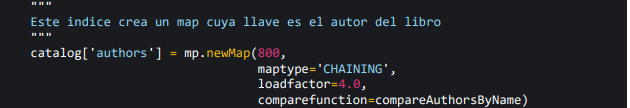 """
Este indice crea un map cuya llave es el autor del libro
"""
catalog['authors'] = mp.newMap(800,
maptype='CHAINING',
loadfactor=4.0,
comparefunction=compareAuthorsByName)